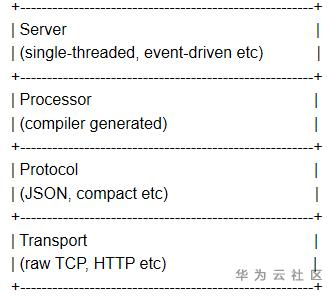 +-------------------------------------------+
| Server |
| (single-threaded, event-driven etc) |
+-------------------------------------------+
| Processor |
| (compiler generated) |
+-------------------------------------------+
| Protocol |
| (JSON, compact etc) |
+-------------------------------------------+
| Transport |
| (raw TCP, HTTP etc) |
华为云社区
+-------------------------------------------+